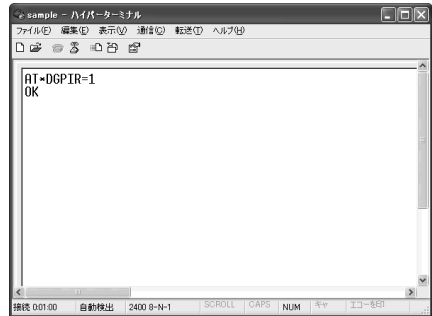 sample - ハイパーターミナル
ファイル(F) 編集(E) 表示(V) 通信(C) 転送(T) ヘルプ(H)
AT*DGPIR=1
OK
接続 0:01:00 自動検出 2400 8-N-1 SCROLL CAPS NUM キャ エコーを印